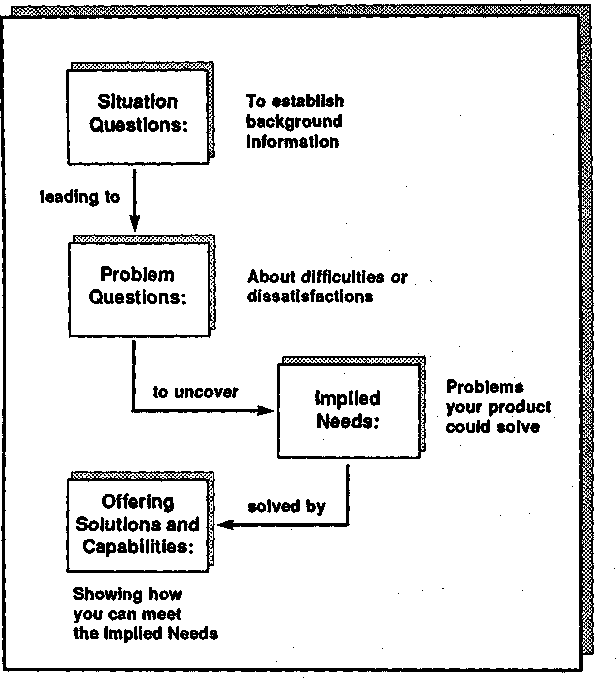 Situation
Questions:
To establish
background
information
leading to
Problem
Questions:
About difficulties or
dissatisfactions
to uncover
Implied
Needs:
Problems
your product
could solve
Offering
Solutions and
Capabilities:
solved by
Showing how
you can meet
the Implied Needs